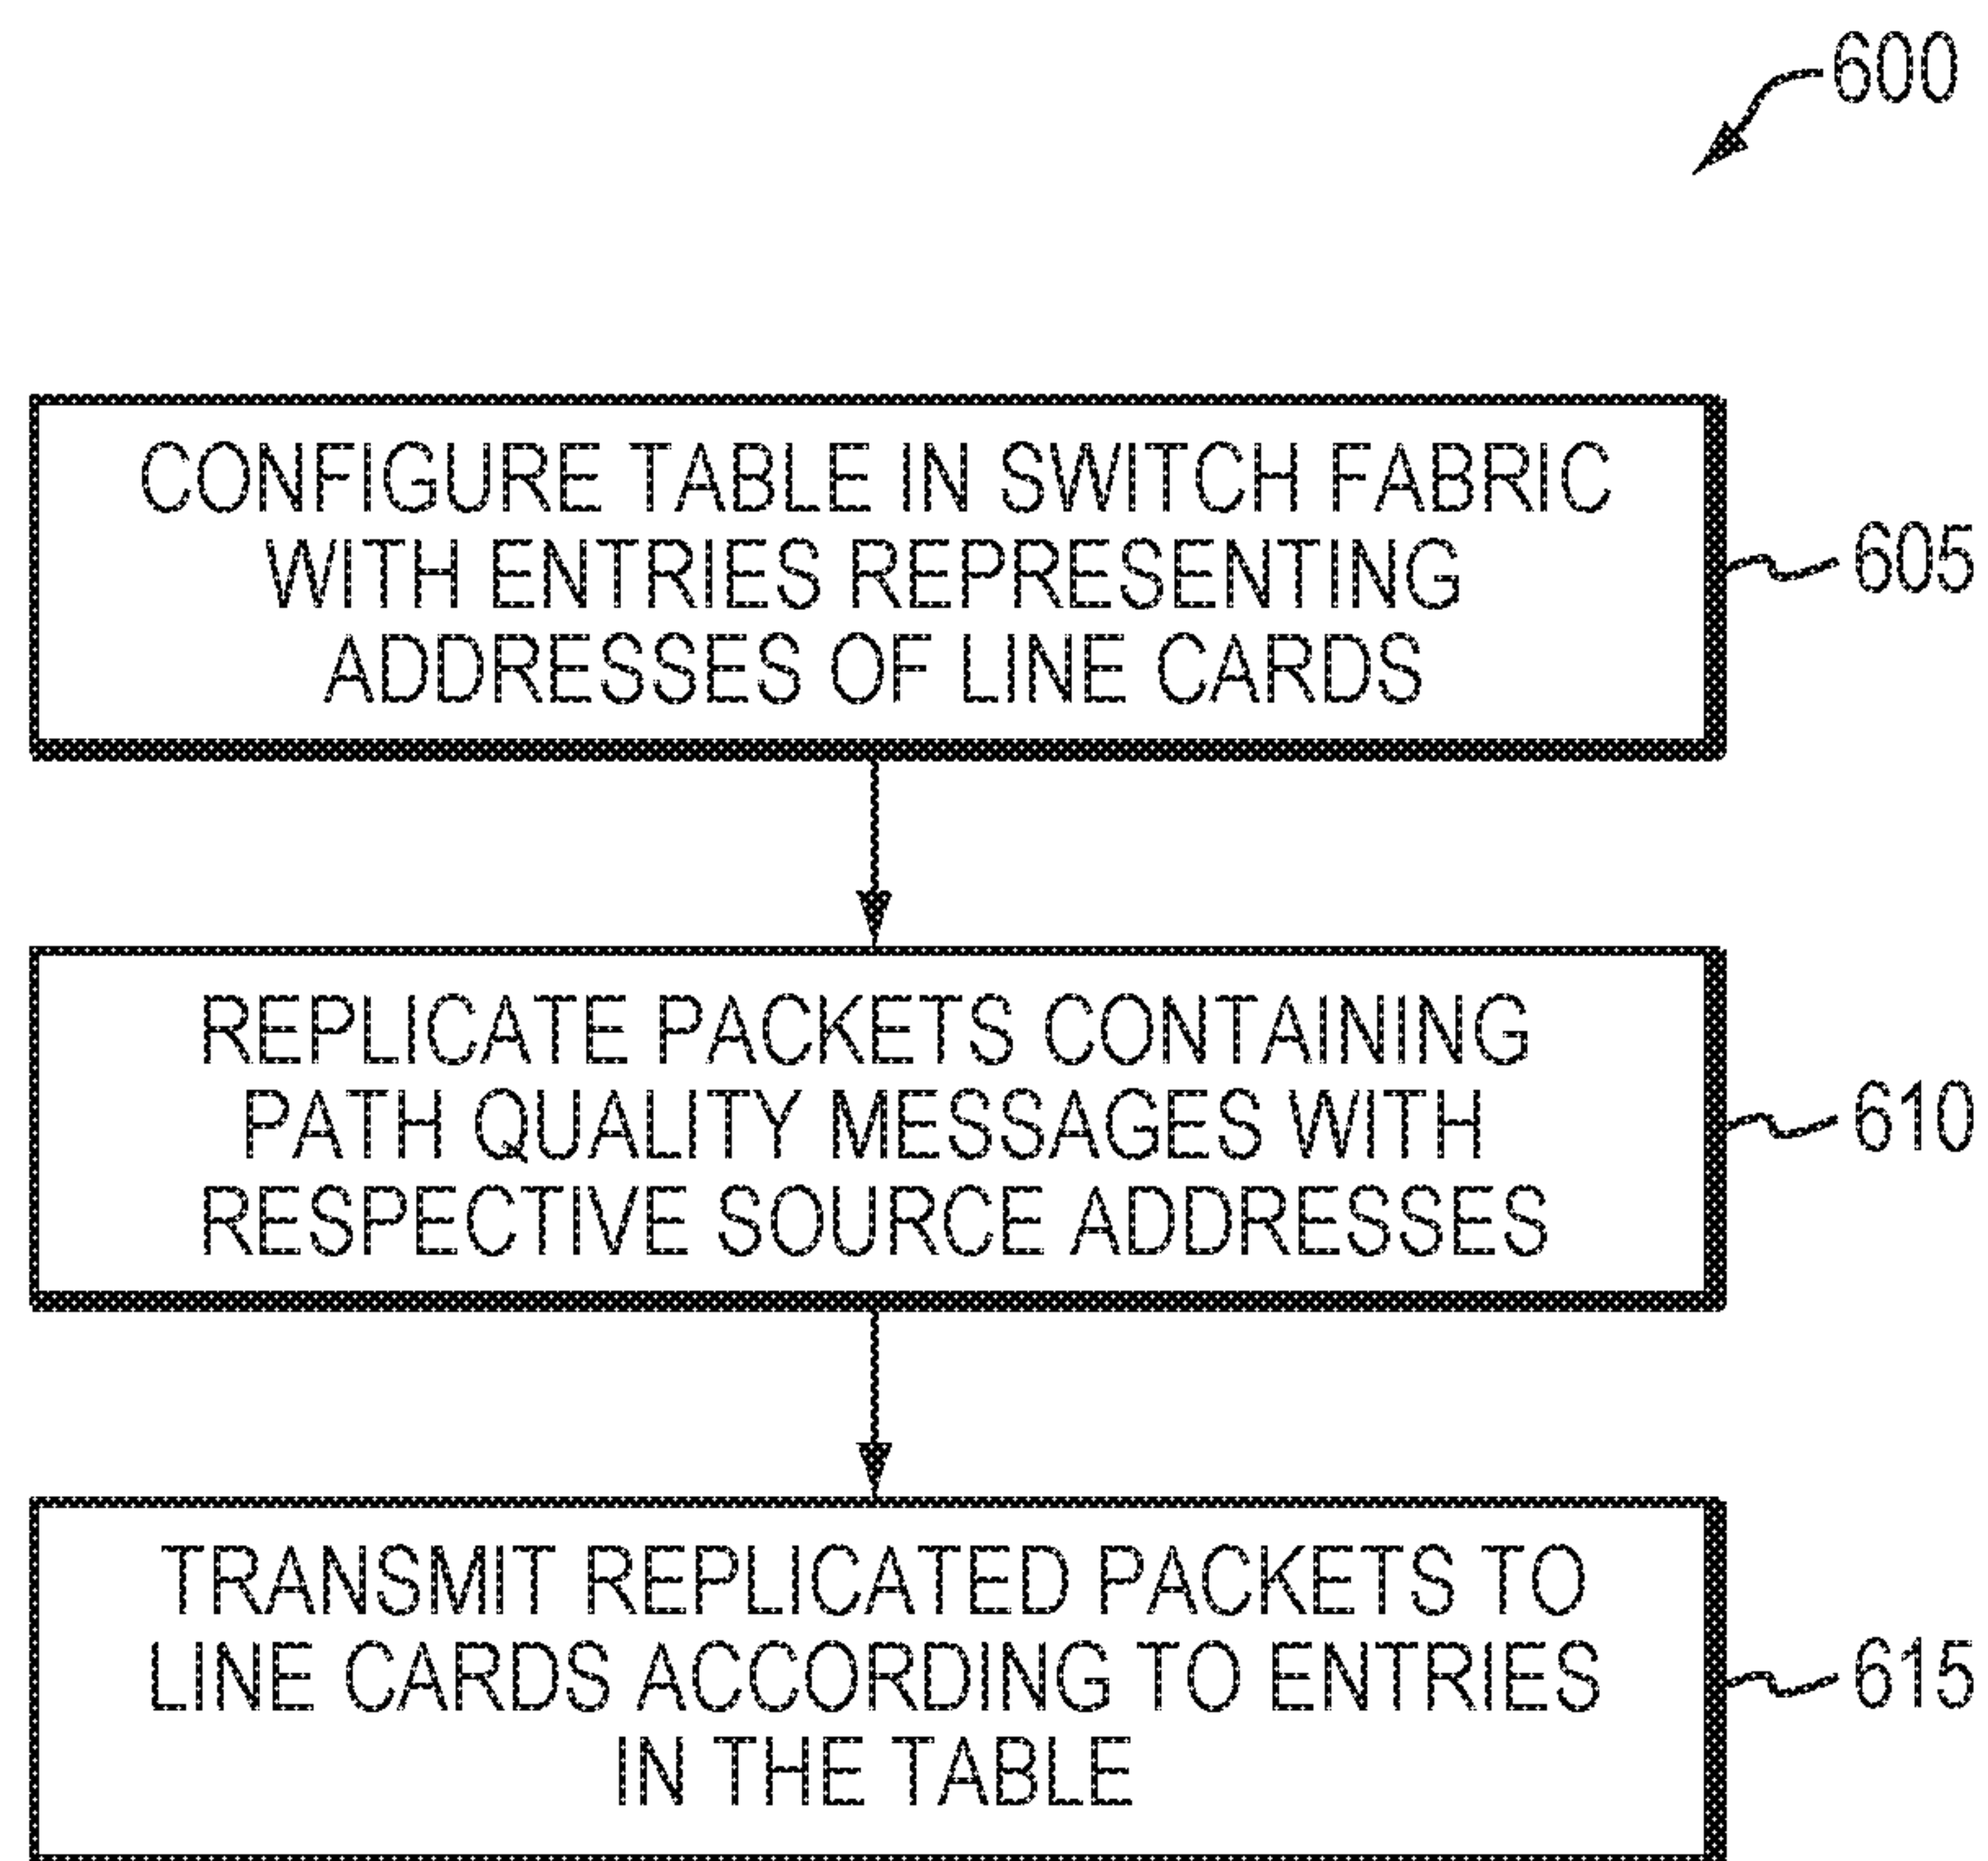 600
CONFIGURE TABLE IN SWITCH FABRIC
WITH ENTRIES REPRESENTING
ADDRESSES OF LINE CARDS
605
REPLICATE PACKETS CONTAINING
PATH QUALITY MESSAGES WITH
RESPECTIVE SOURCE ADDRESSES
610
TRANSMIT REPLICATED PACKETS TO
LINE CARDS ACCORDING TO ENTRIES
IN THE TABLE
615